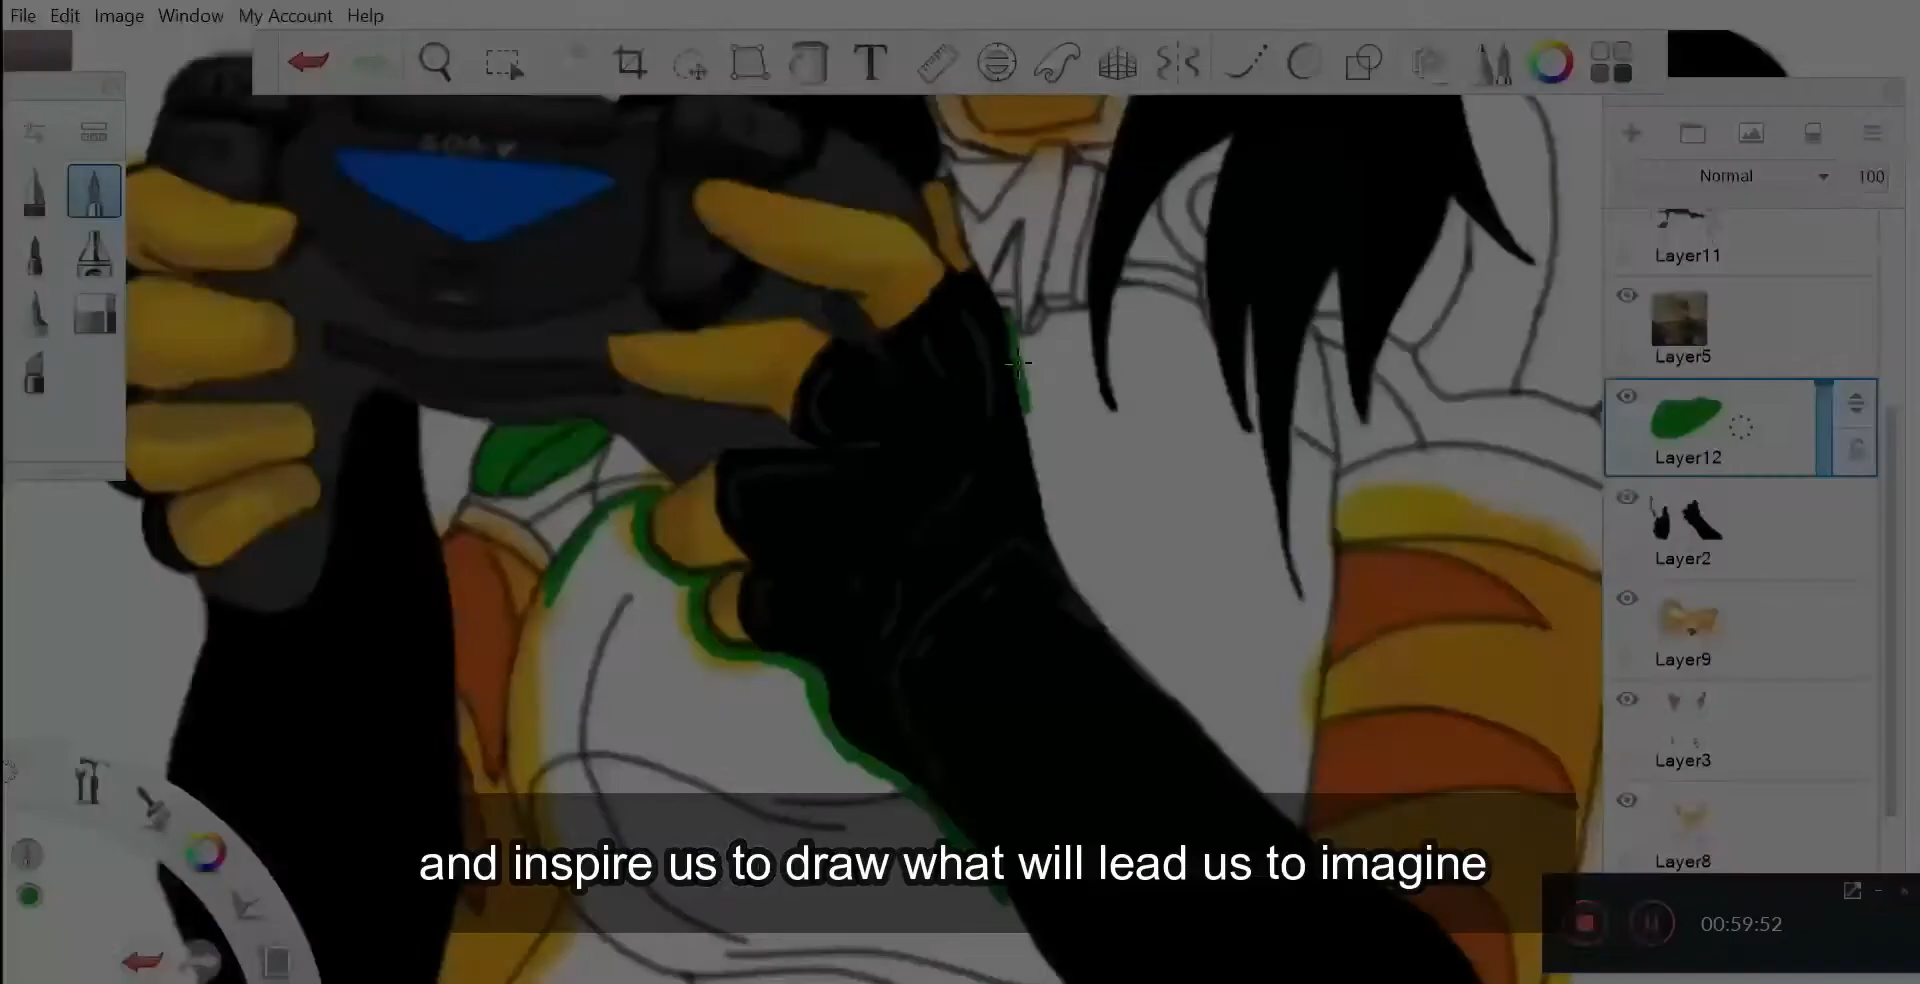 File Edit Image Window My Account Help
T
Normal 100
Layer11
Layer5
Layer12
Layer2
Layer9
Layer3
Layer8
and inspire us to draw what will lead us to imagine
00:59:52